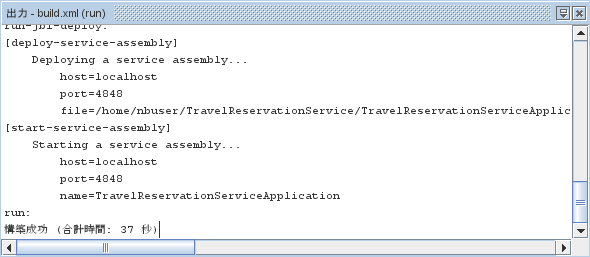 出力 - build.xml (run)
run-jbi-deploy:
[deploy-service-assembly]
Deploying a service assembly...
host=localhost
port=4848
file=/home/nbuser/TravelReservationService/TravelReservationServiceApplic
[start-service-assembly]
Starting a service assembly...
host=localhost
port=4848
name=TravelReservationServiceApplication
run:
構築成功 (合計時間: 37 秒)